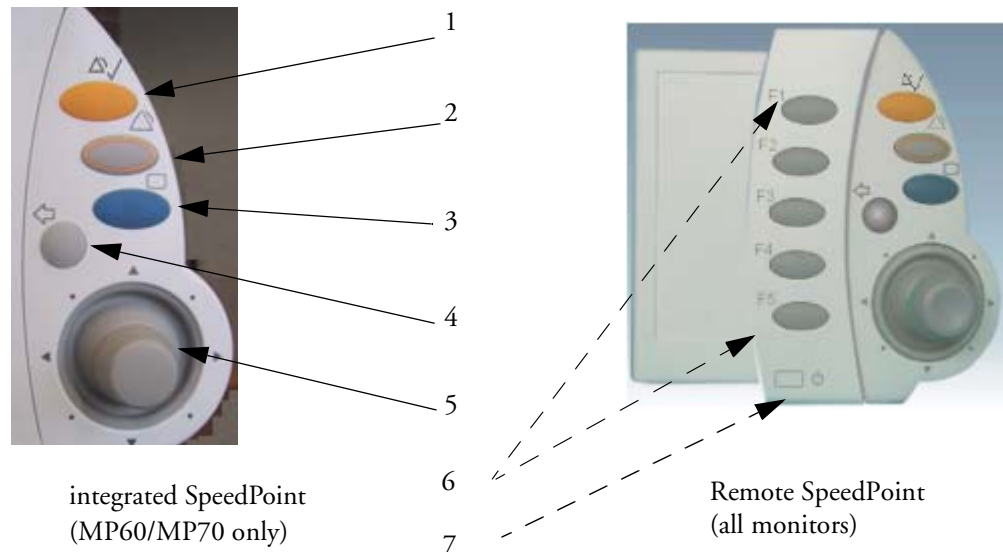 1
2
3
4
5
6
7
F1
F2
F3
F4
F5
integrated SpeedPoint
(MP60/MP70 only)
Remote SpeedPoint
(all monitors)